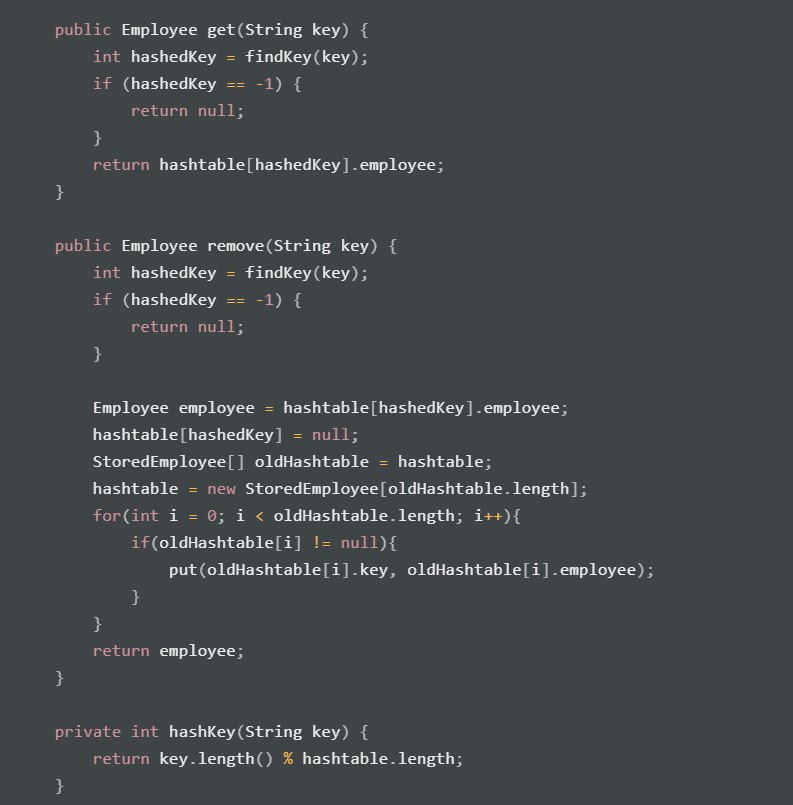 public Employee get(String key) {
    int hashedKey = findKey(key);
    if (hashedKey == -1) {
        return null;
    }
    return hashtable[hashedKey].employee;
}

public Employee remove(String key) {
    int hashedKey = findKey(key);
    if (hashedKey == -1) {
        return null;
    }

    Employee employee = hashtable[hashedKey].employee;
    hashtable[hashedKey] = null;
    StoredEmployee[] oldHashtable = hashtable;
    hashtable = new StoredEmployee[oldHashtable.length];
    for(int i = 0; i < oldHashtable.length; i++){
        if(oldHashtable[i] != null){
            put(oldHashtable[i].key, oldHashtable[i].employee);
        }
    }
    return employee;
}

private int hashKey(String key) {
    return key.length() % hashtable.length;
}